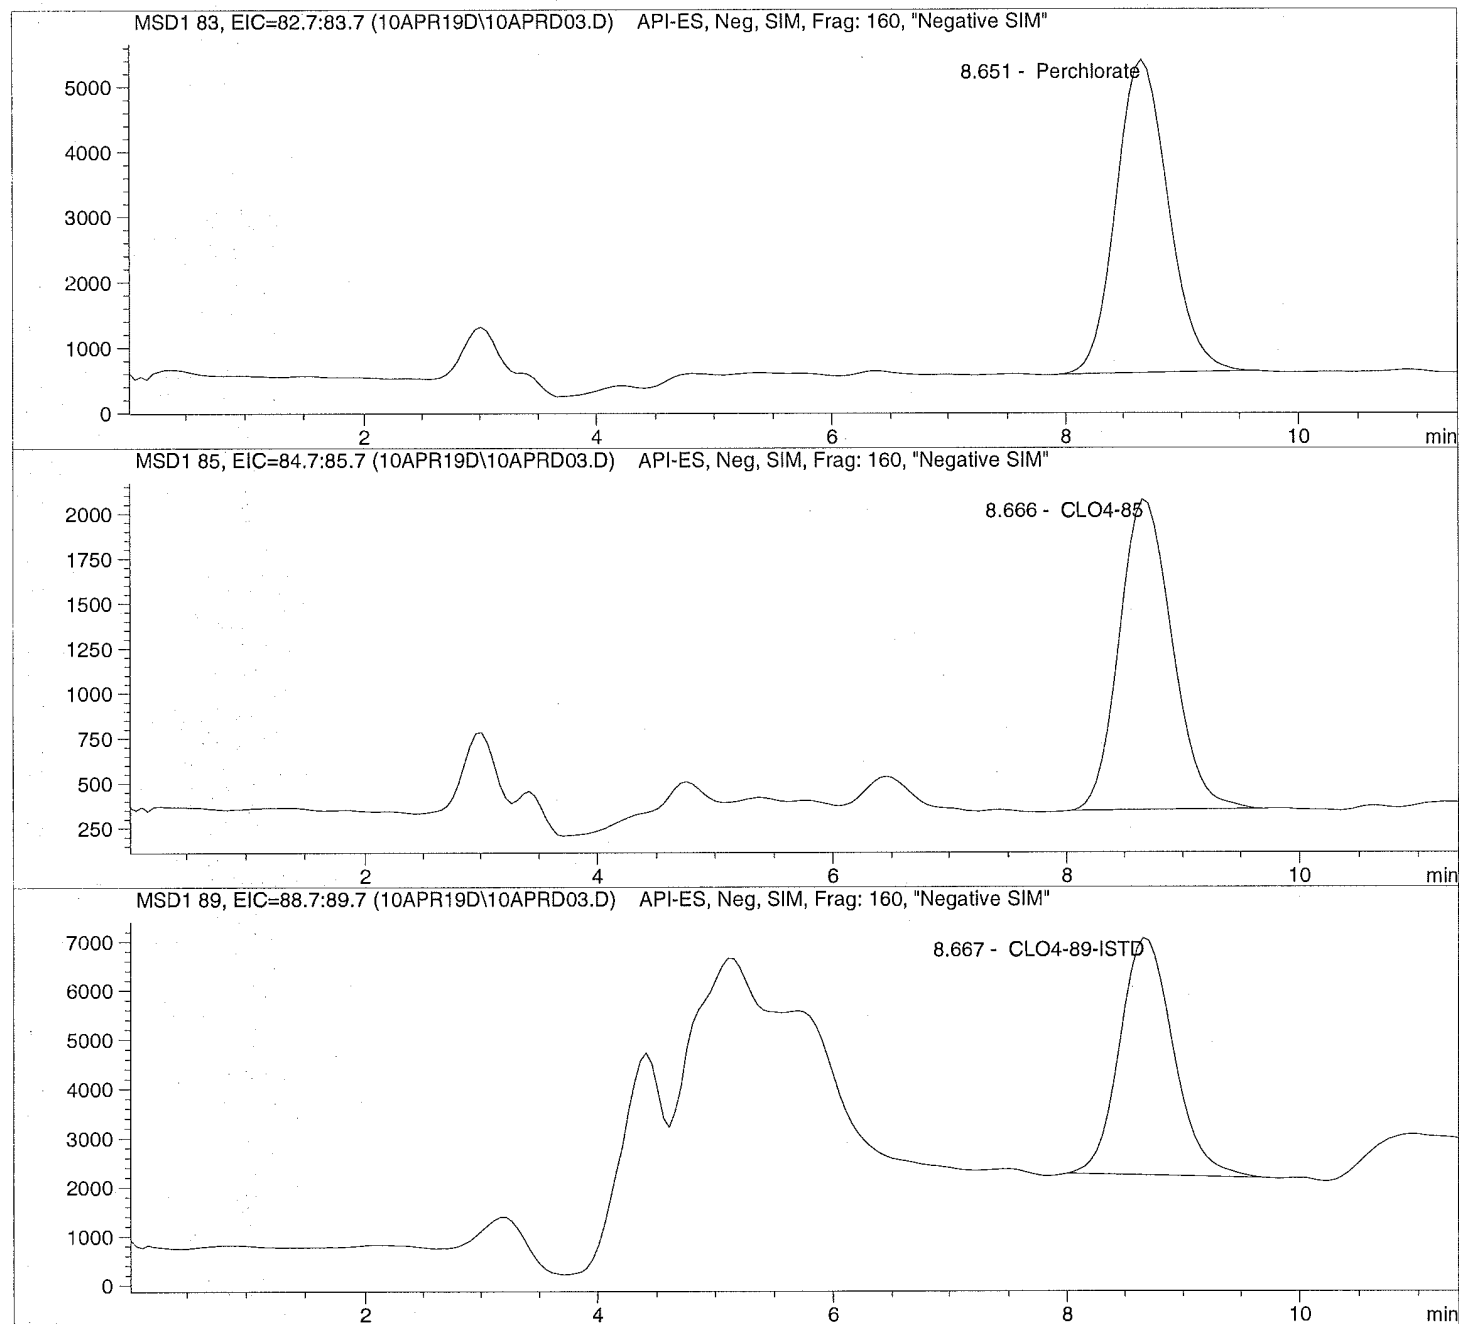 MSD1 83, EIC=82.7:83.7 (10APR19D\10APRD03.D) API-ES, Neg, SIM, Frag: 160, "Negative SIM"
8.651 - Perchlorate
5000
4000
3000
2000
1000
0
2 4 6 8 10 min
MSD1 85, EIC=84.7:85.7 (10APR19D\10APRD03.D) API-ES, Neg, SIM, Frag: 160, "Negative SIM"
8.666 - CLO4-85
2000
1750
1500
1250
1000
750
500
250
2 4 6 8 10 min
MSD1 89, EIC=88.7:89.7 (10APR19D\10APRD03.D) API-ES, Neg, SIM, Frag: 160, "Negative SIM"
7000
8.667 - CLO4-89-ISTD
6000
5000
4000
3000
2000
1000
0
2 4 6 8 10 min